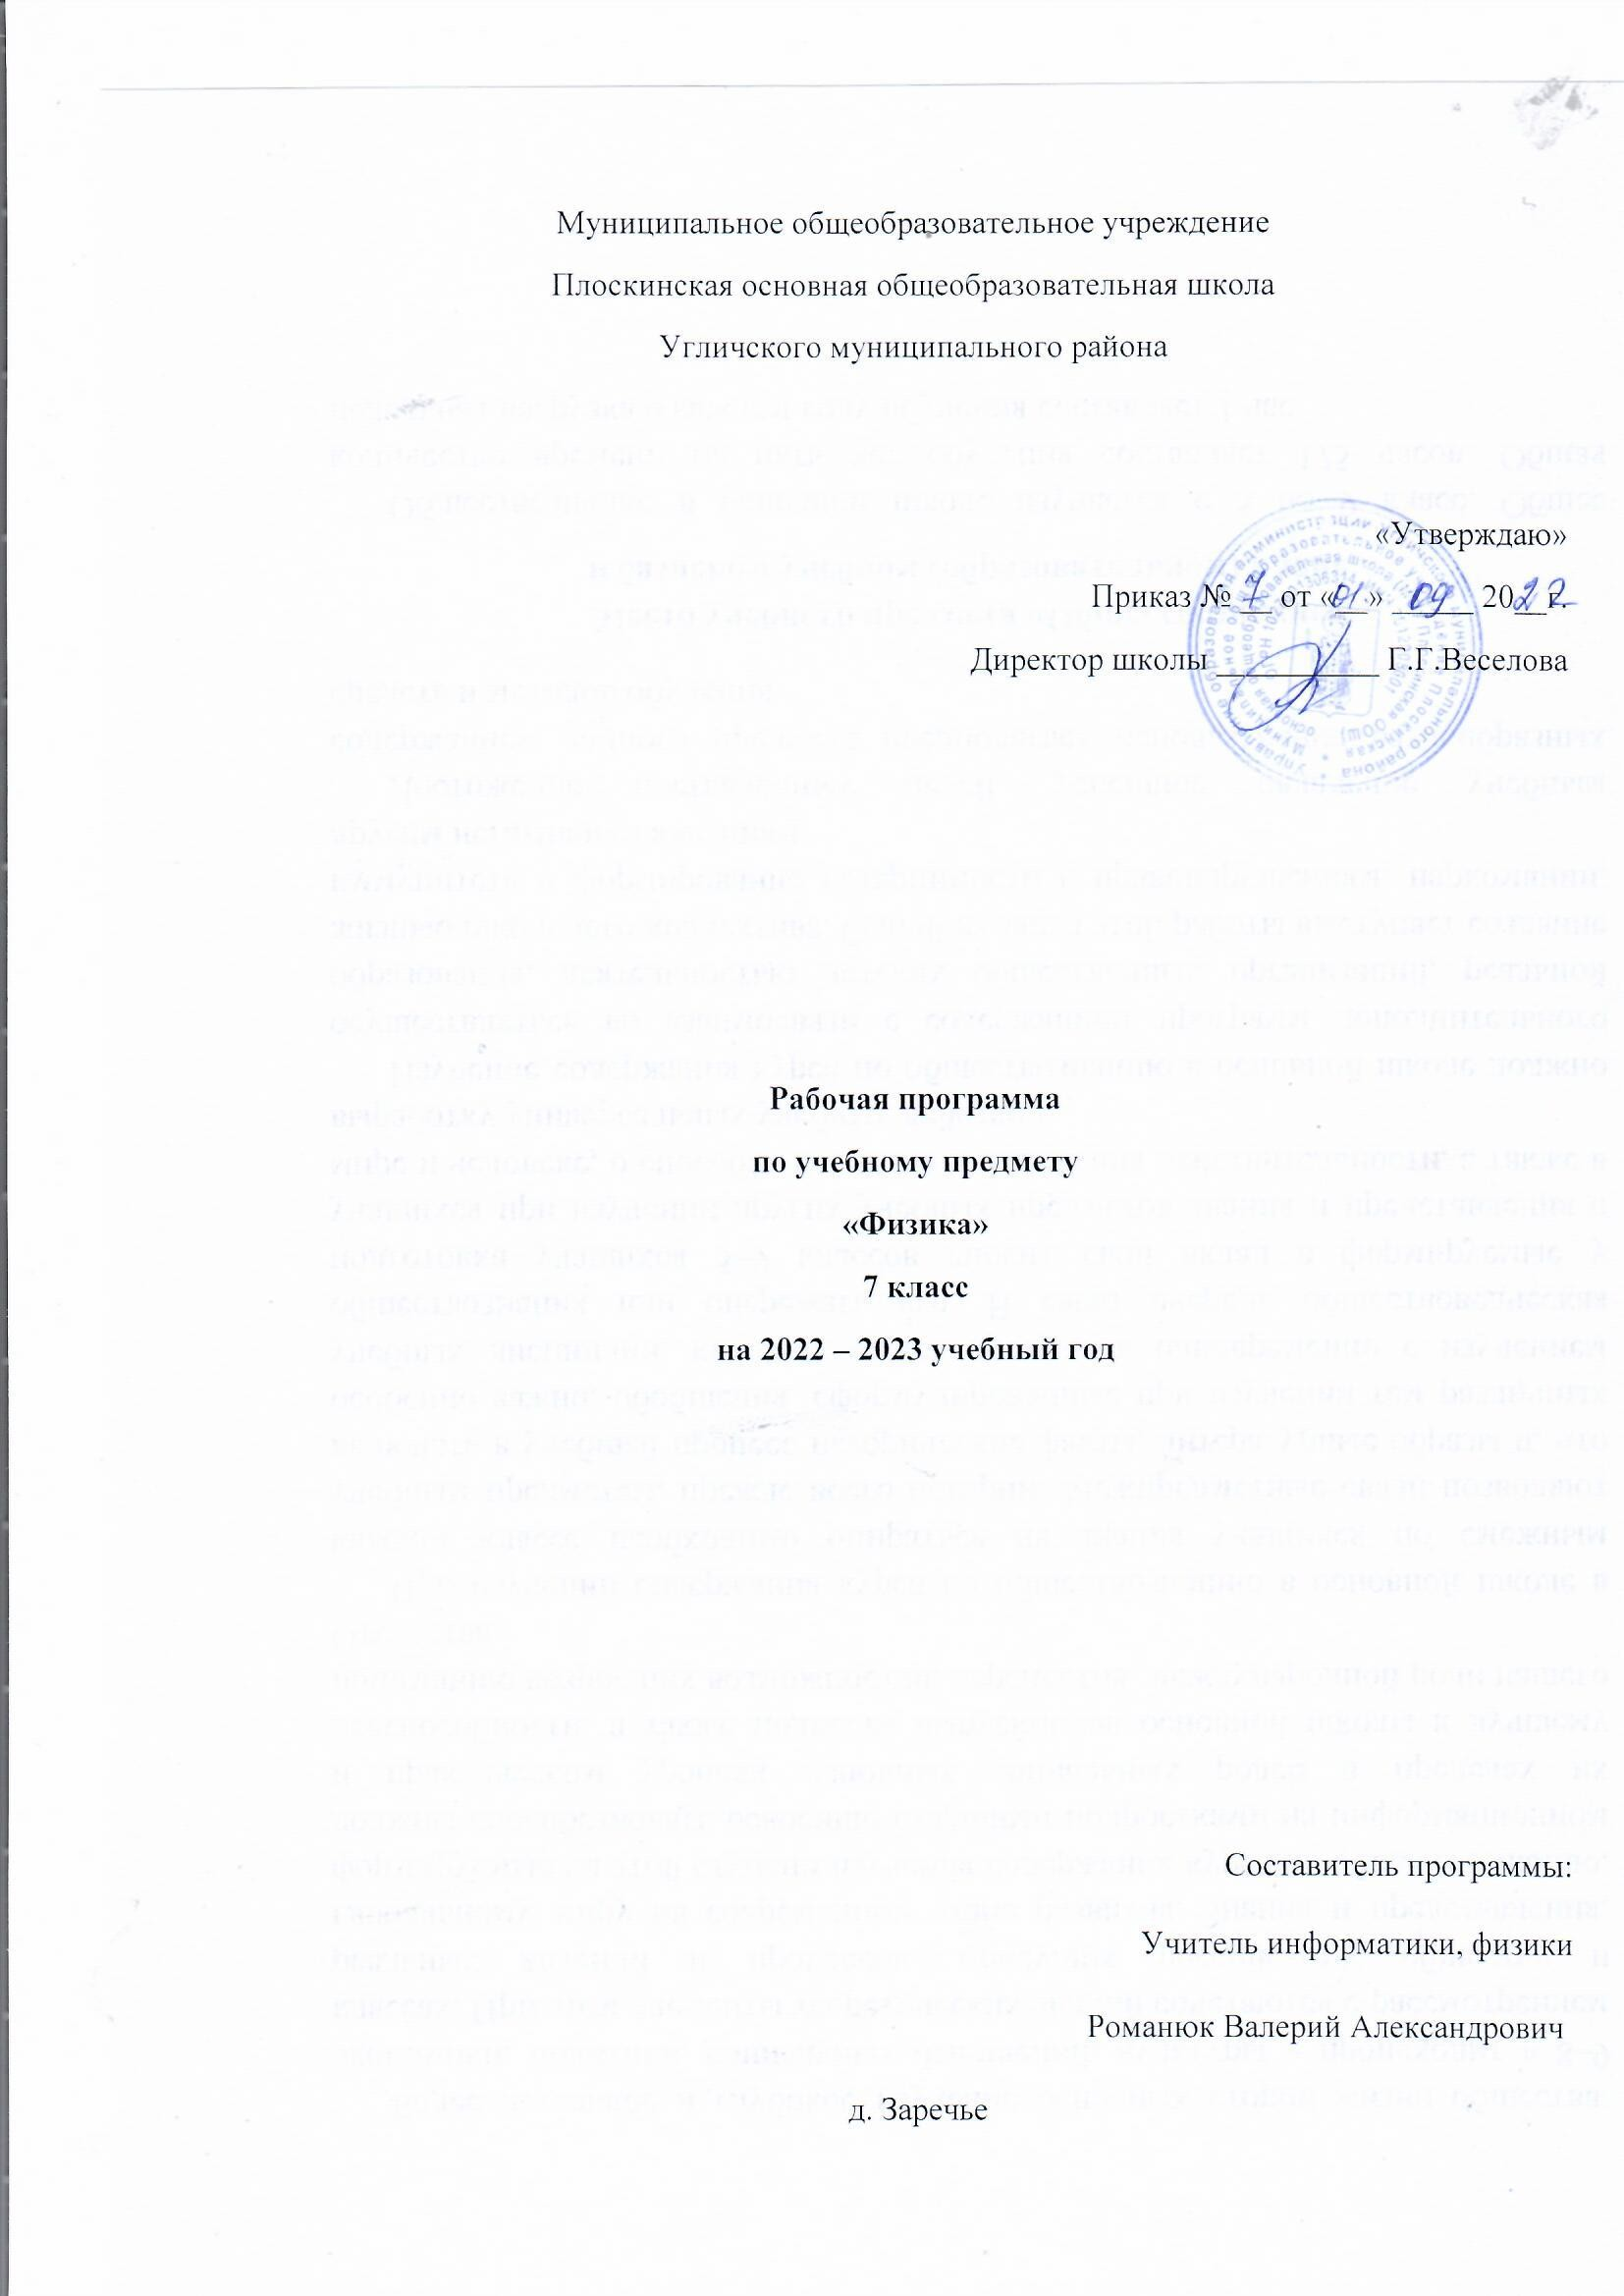 Муниципальное общеобразовательное учреждение
Плоскинская основная общеобразовательная школа
Угличского муниципального района
«Утверждаю»
Приказ № 7 от «01» 09 2022г.
Директор школы__________ Г.Г.Веселова
Рабочая программа
по учебному предмету
«Физика»
7 класс
на 2022 – 2023 учебный год
Составитель программы:
Учитель информатики, физики
Романюк Валерий Александрович
д. Заречье